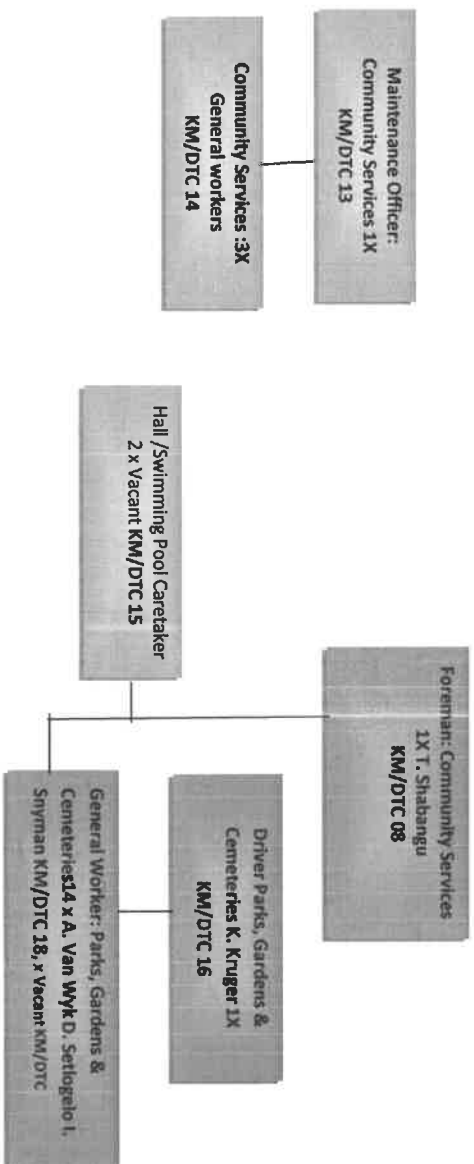 Maintenance Officer:
Community Services 1X
KM/DTC 13
Community Services :3X
General workers
KM/DTC 14
Foreman: Community Services
1X T. Shabangu
KM/DTC 08
Hall /Swimming Pool Caretaker
2 x Vacant KM/DTC 15
Driver Parks, Gardens &
Cemeteries K. Kruger 1X
KM/DTC 16
General Worker: Parks, Gardens &
Cemeteries14 x A. Van Wyk D. Setlogelo I.
Snyman KM/DTC 18, x Vacant KM/DTC